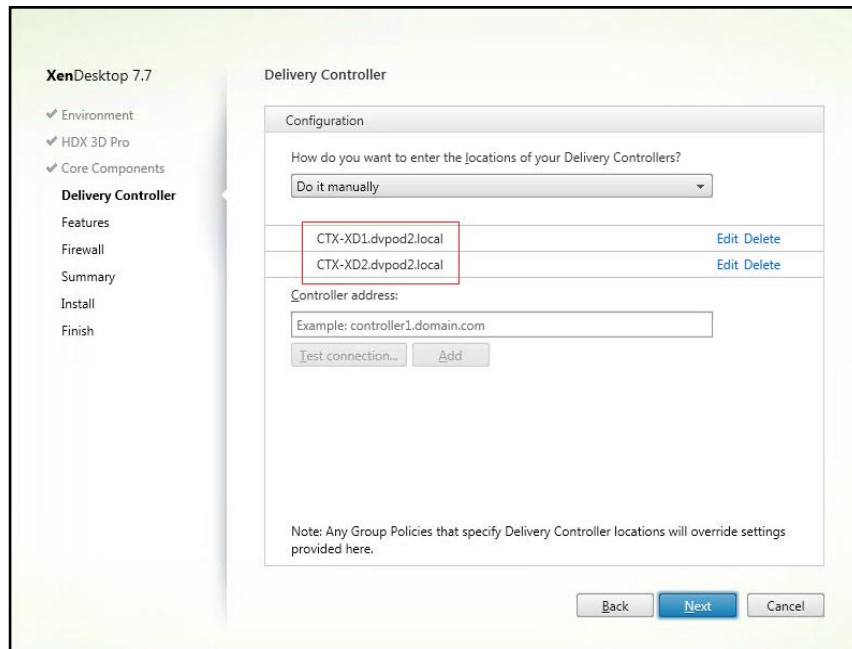 XenDesktop 7.7
Environment
HDX 3D Pro
Core Components
Delivery Controller
Features
Firewall
Summary
Install
Finish
Delivery Controller
Configuration
How do you want to enter the locations of your Delivery Controllers?
Do it manually
CTX-XD1.dvpod2.local Edit Delete
CTX-XD2.dvpod2.local Edit Delete
Controller address:
Example: controller1.domain.com
Test connection... Add
Note: Any Group Policies that specify Delivery Controller locations will override settings
provided here.
Back Next Cancel